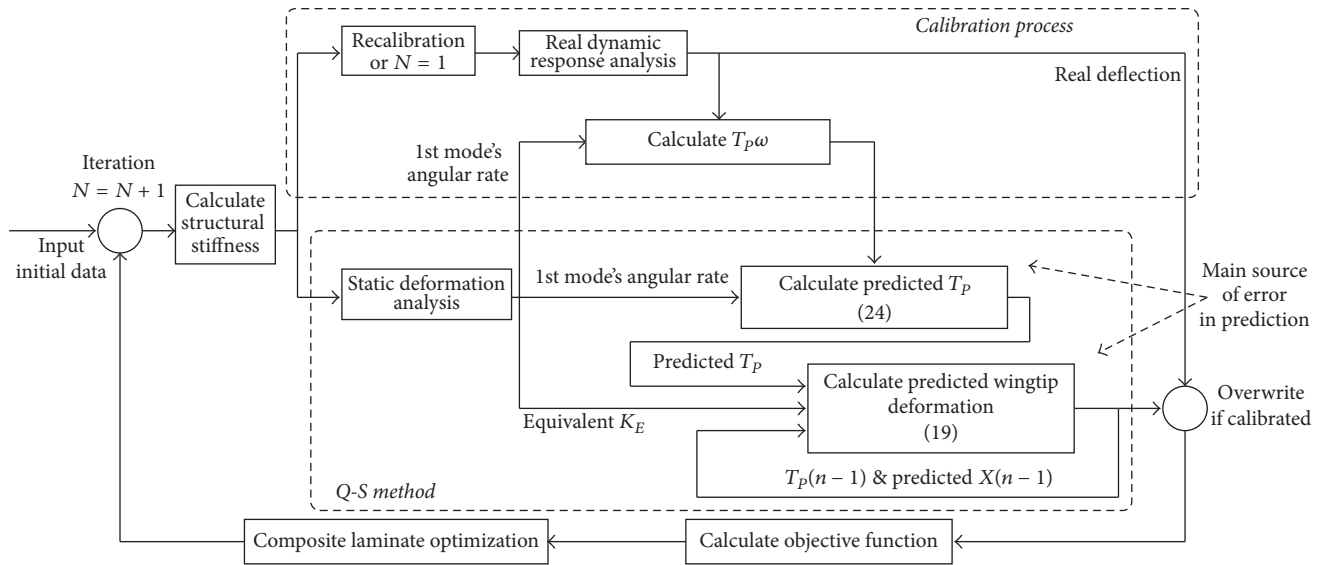 Calibration process
Recalibration
or N = 1
Real dynamic
response analysis
Real deflection
Calculate T_Pω
1st mode's
angular rate
Iteration
N = N + 1
Calculate
structural
stiffness
Input
initial data
Static deformation
analysis
1st mode's angular rate
Calculate predicted T_P
(24)
Main source
of error
in prediction
Predicted T_P
Calculate predicted wingtip
deformation
(19)
Equivalent K_E
Overwrite
if calibrated
T_P(n − 1) & predicted X(n − 1)
Q-S method
Composite laminate optimization
Calculate objective function